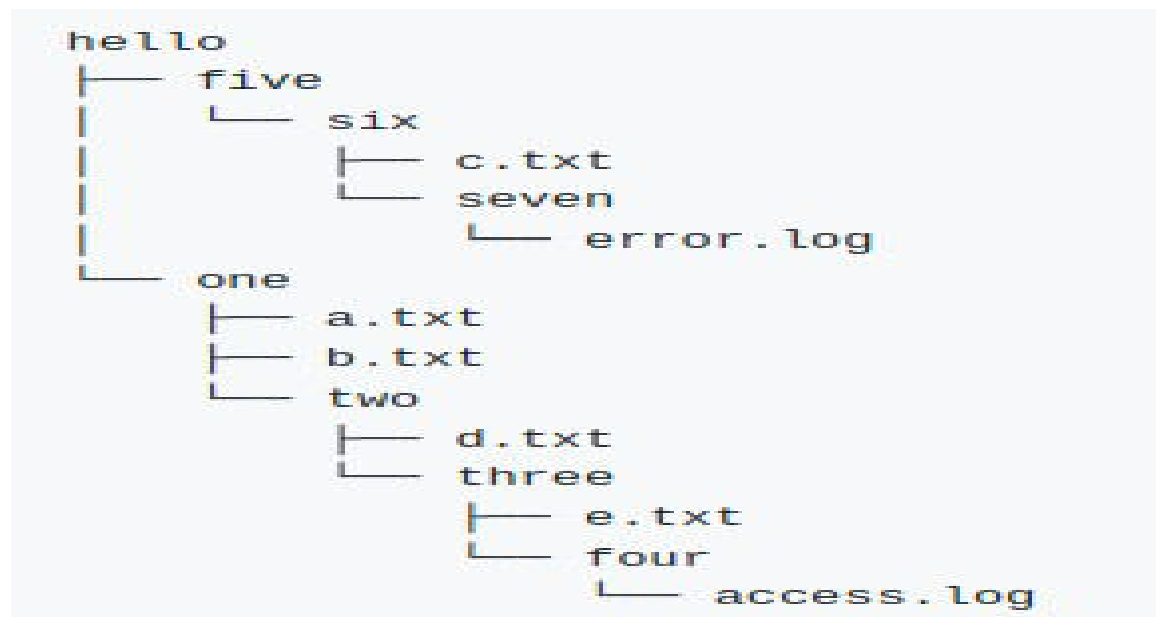 hello
├── five
│   └── six
│       ├── c.txt
│       └── seven
│           └── error.log
└── one
    ├── a.txt
    ├── b.txt
    └── two
        ├── d.txt
        └── three
            ├── e.txt
            └── four
                └── access.log